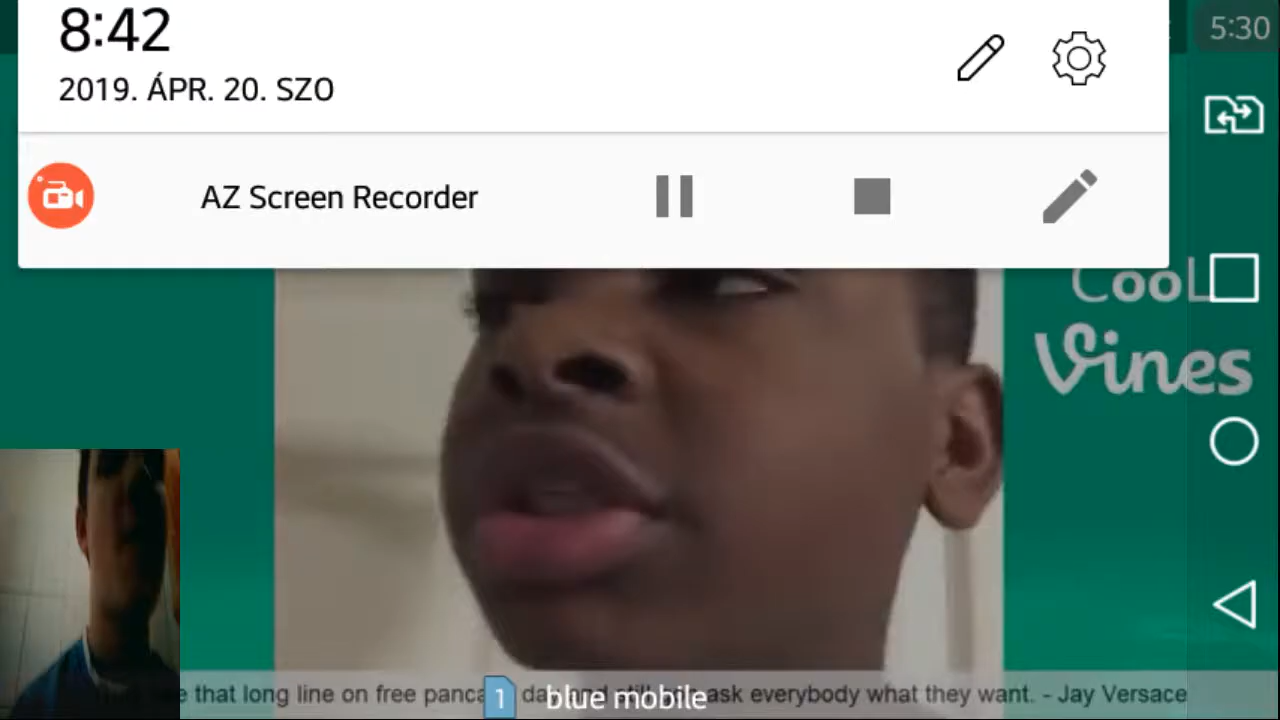 8:42
5:30
2019. ÁPR. 20. SZO
AZ Screen Recorder
CooL
Vines
that long line on free panca
ask everybody what they want. - Jay Versace
1 blue mobile